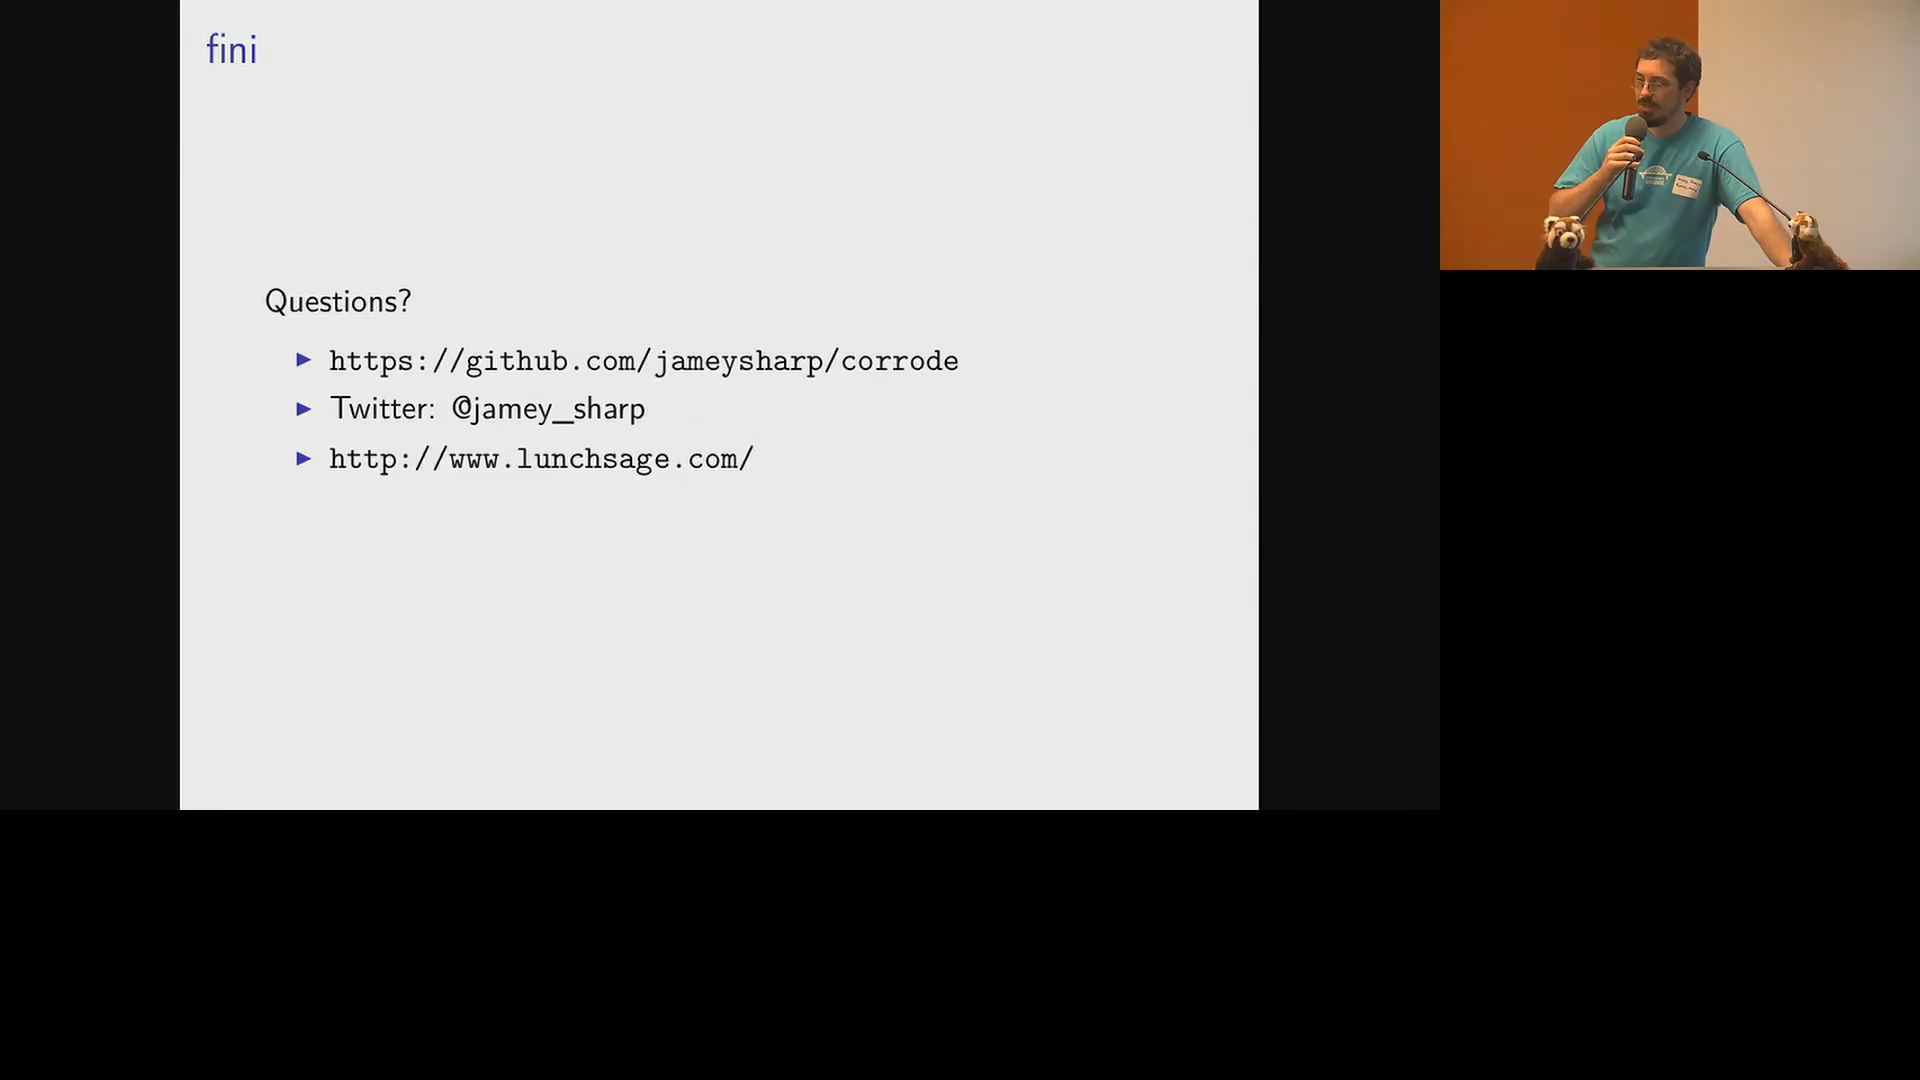 fini
Questions?
https://github.com/jameysharp/corrode
Twitter: @jamey_sharp
http://www.lunchsage.com/